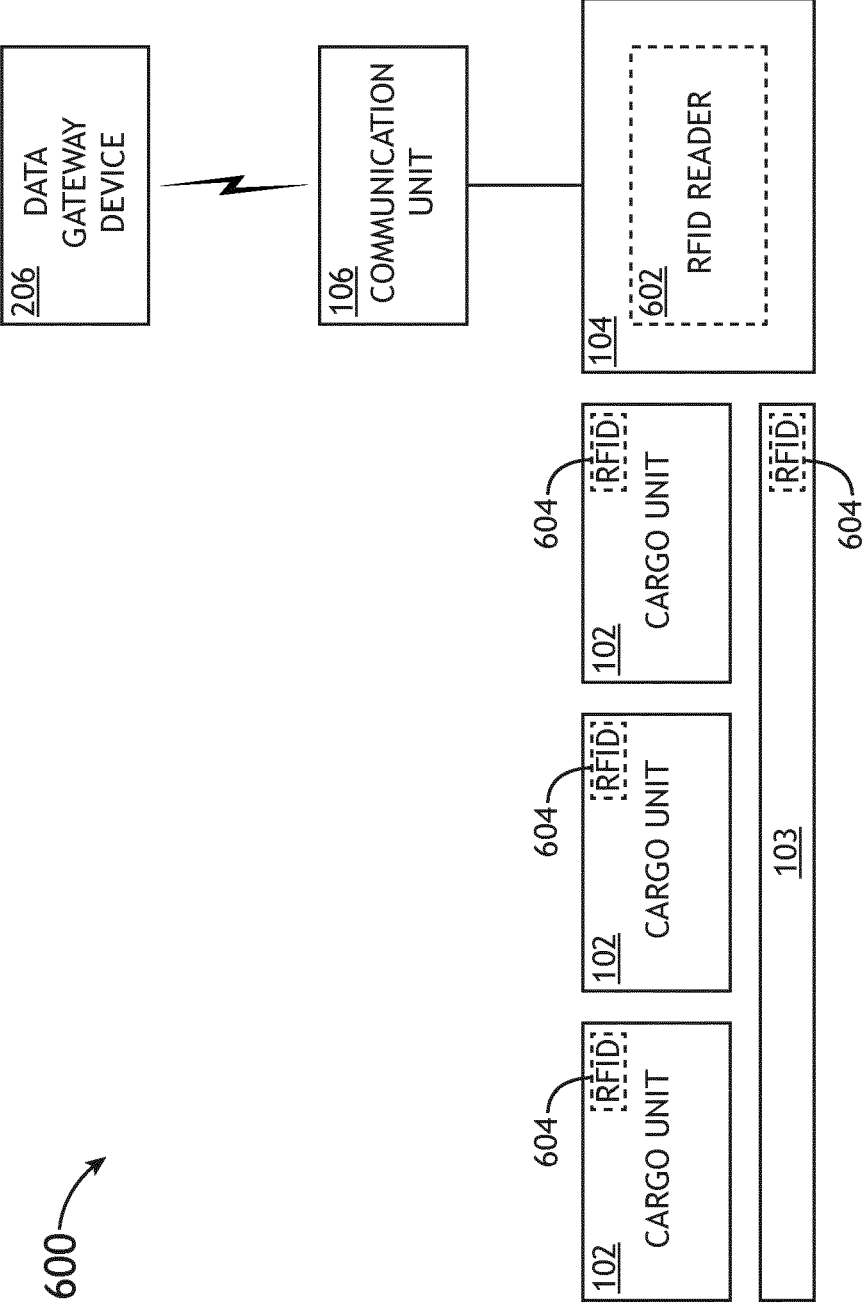 600
206
DATA
GATEWAY
DEVICE
106
COMMUNICATION
UNIT
604
604
604
102
RFID
CARGO UNIT
102
RFID
CARGO UNIT
102
RFID
CARGO UNIT
104
602
RFID READER
103
RFID
604